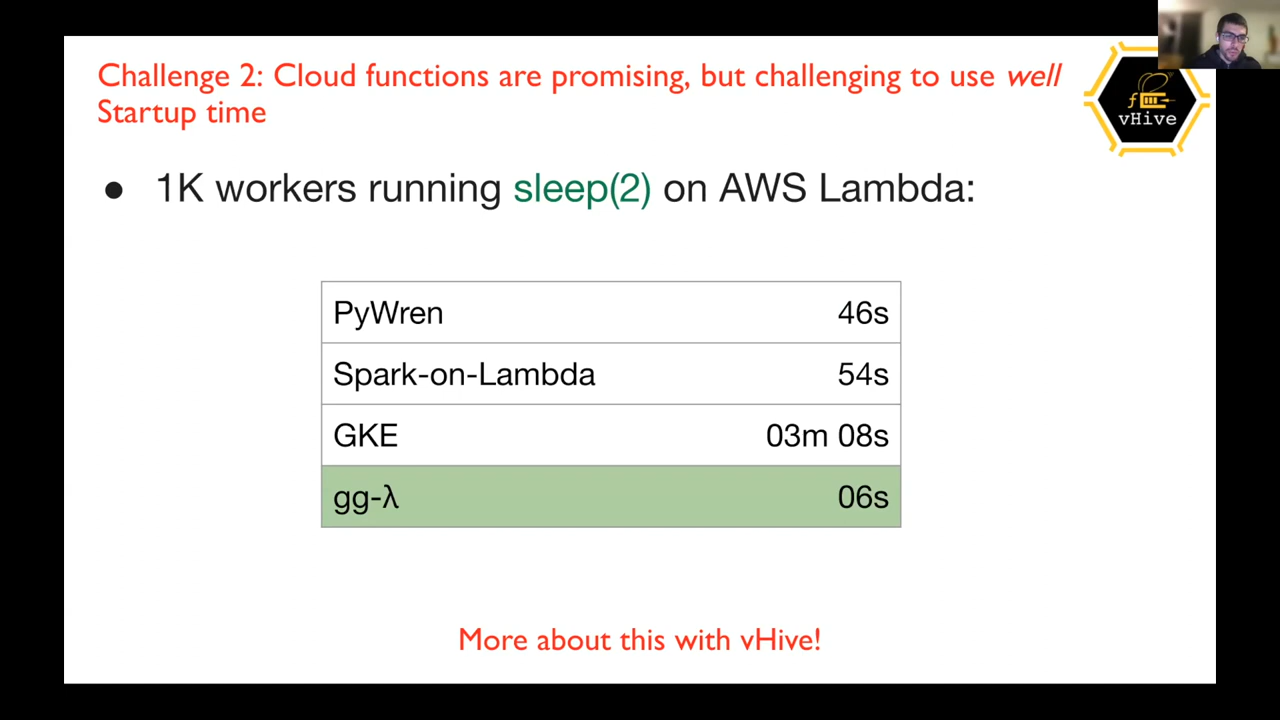 Challenge 2: Cloud functions are promising, but challenging to use well
Startup time
vHive
● 1K workers running sleep(2) on AWS Lambda:
PyWren 46s
Spark-on-Lambda 54s
GKE 03m 08s
gg-λ 06s
More about this with vHive!